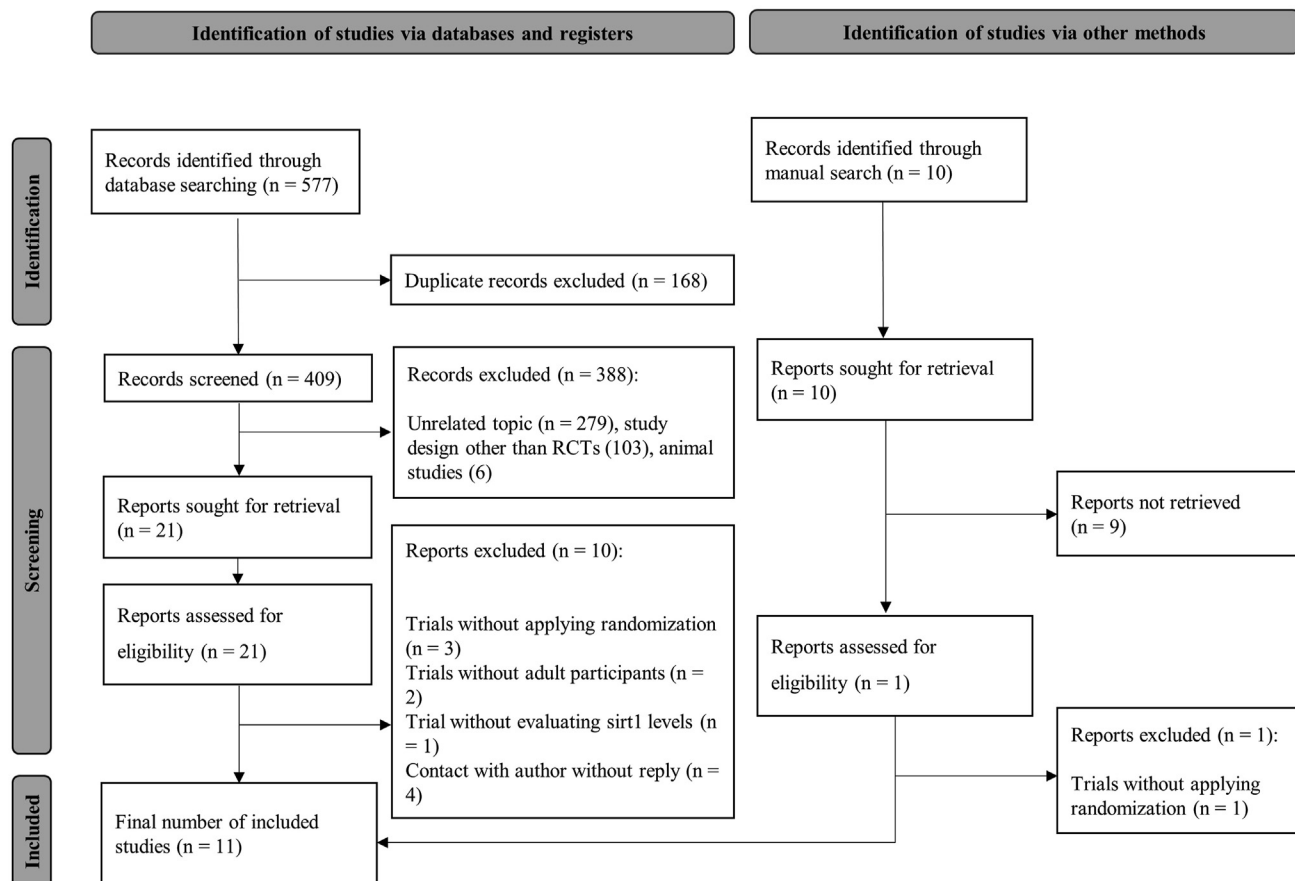 Identification of studies via databases and registers
Identification of studies via other methods
Identification
Records identified through
database searching (n = 577)
Records identified through
manual search (n = 10)
Duplicate records excluded (n = 168)
Screening
Records screened (n = 409)
Records excluded (n = 388):
Unrelated topic (n = 279), study
design other than RCTs (103), animal
studies (6)
Reports sought for retrieval
(n = 10)
Reports sought for retrieval
(n = 21)
Reports not retrieved
(n = 9)
Reports assessed for
eligibility (n = 21)
Reports excluded (n = 10):
Trials without applying randomization
(n = 3)
Trials without adult participants (n =
2)
Trial without evaluating sirt1 levels (n
= 1)
Contact with author without reply (n =
4)
Reports assessed for
eligibility (n = 1)
Reports excluded (n = 1):
Trials without applying
randomization (n = 1)
Included
Final number of included
studies (n = 11)